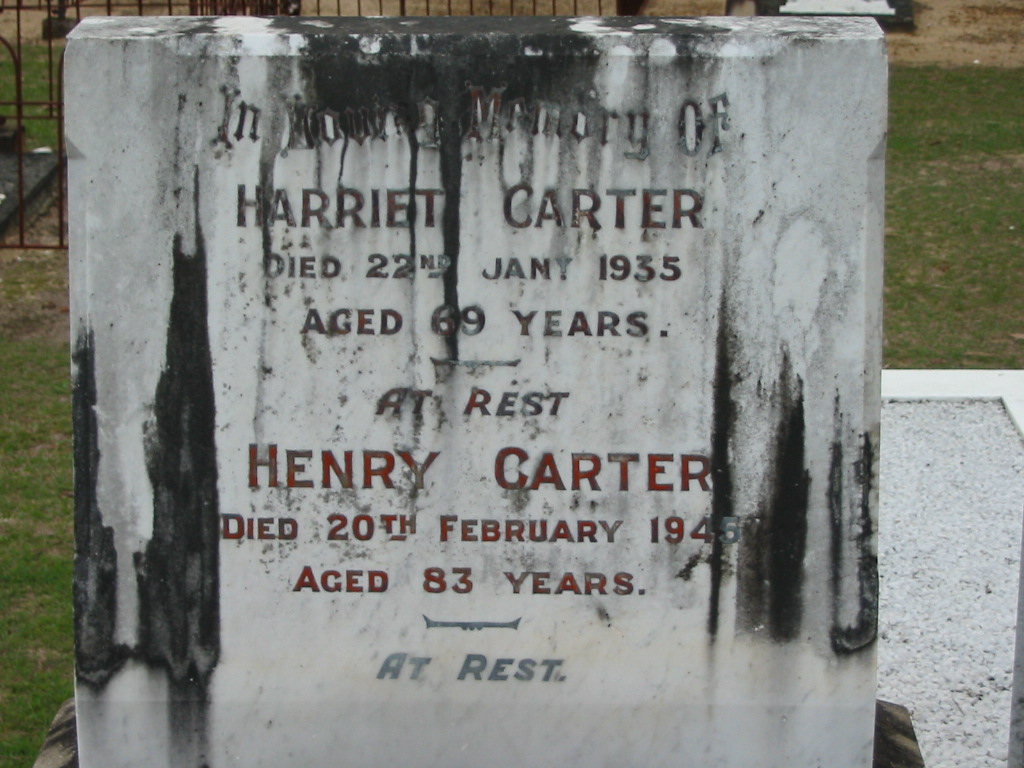 In Loving Memory Of
HARRIET CARTER
DIED 22ND JANY 1935
AGED 69 YEARS.
AT REST
HENRY CARTER
DIED 20TH FEBRUARY 1945
AGED 83 YEARS.
AT REST.